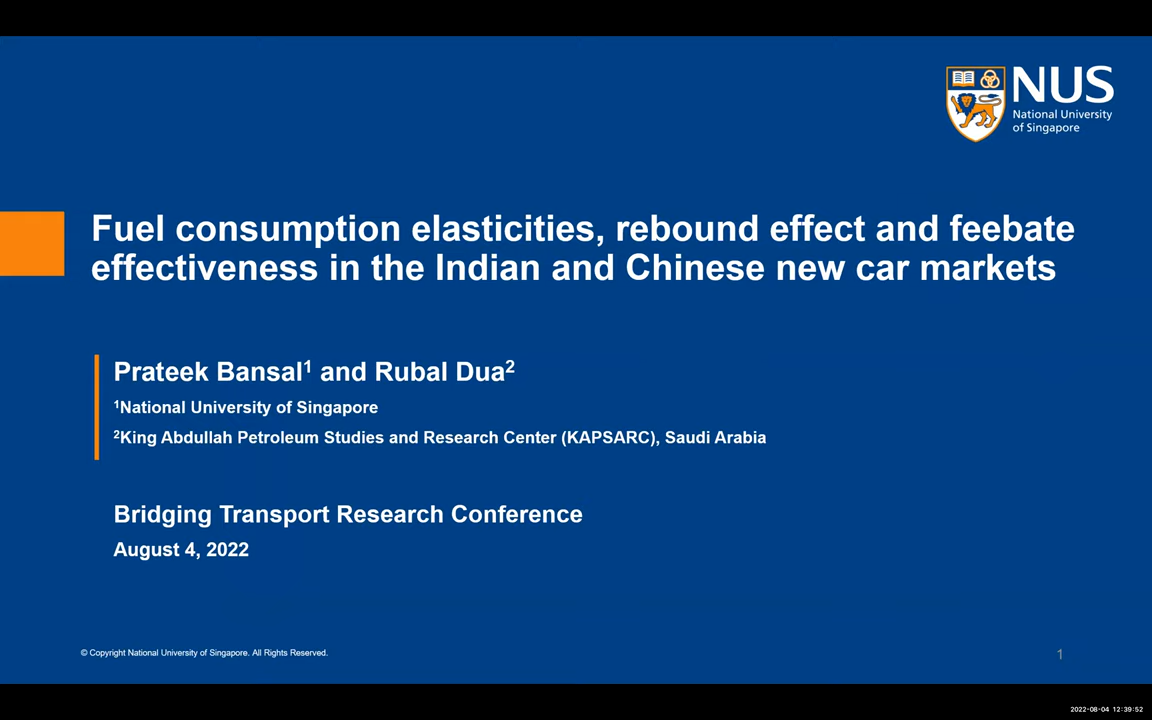 NUS
National University
of Singapore
Fuel consumption elasticities, rebound effect and feebate
effectiveness in the Indian and Chinese new car markets
Prateek Bansal¹ and Rubal Dua²
¹National University of Singapore
²King Abdullah Petroleum Studies and Research Center (KAPSARC), Saudi Arabia
Bridging Transport Research Conference
August 4, 2022
© Copyright National University of Singapore. All Rights Reserved.
1
2022-08-04 12:39:52